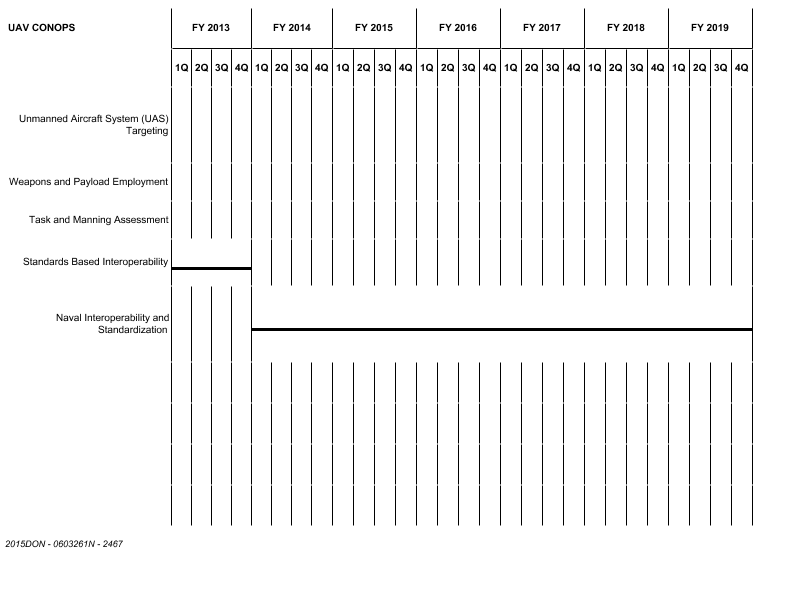 UAV CONOPS FY 2013 FY 2014 FY 2015 FY 2016 FY 2017 FY 2018 FY 2019
1Q 2Q 3Q 4Q 1Q 2Q 3Q 4Q 1Q 2Q 3Q 4Q 1Q 2Q 3Q 4Q 1Q 2Q 3Q 4Q 1Q 2Q 3Q 4Q 1Q 2Q 3Q 4Q
Unmanned Aircraft System (UAS)
Targeting
Weapons and Payload Employment
Task and Manning Assessment
Standards Based Interoperability
Naval Interoperability and
Standardization
2015DON - 0603261N - 2467